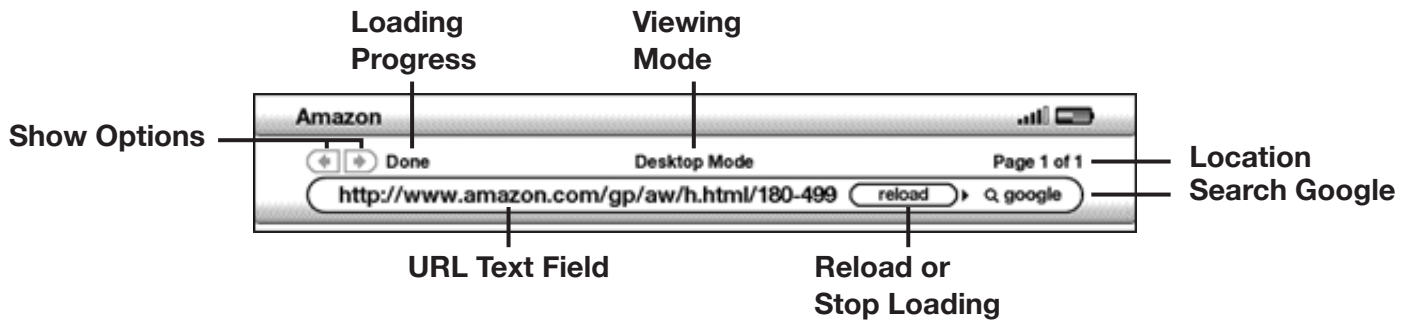 Loading
Progress
Viewing
Mode
Amazon
Show Options
Done
Desktop Mode
Page 1 of 1
Location
http://www.amazon.com/gp/aw/h.html/180-499
reload
google
Search Google
URL Text Field
Reload or
Stop Loading